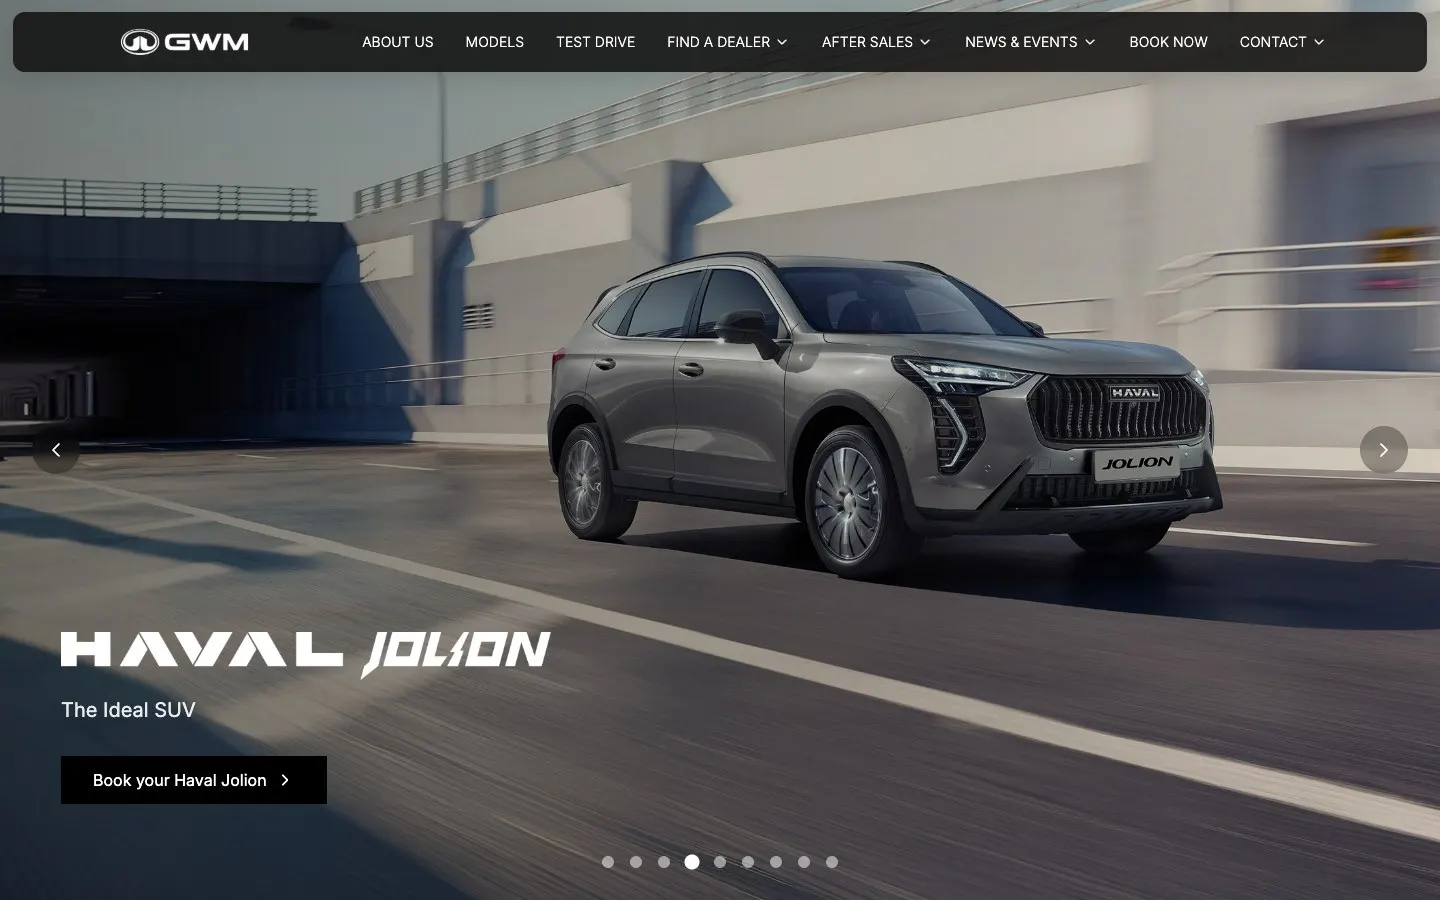 GWM
ABOUT US
MODELS
TEST DRIVE
FIND A DEALER
AFTER SALES
NEWS & EVENTS
BOOK NOW
CONTACT
HAVAL
JOLION
HAVAL JOLION
The Ideal SUV
Book your Haval Jolion